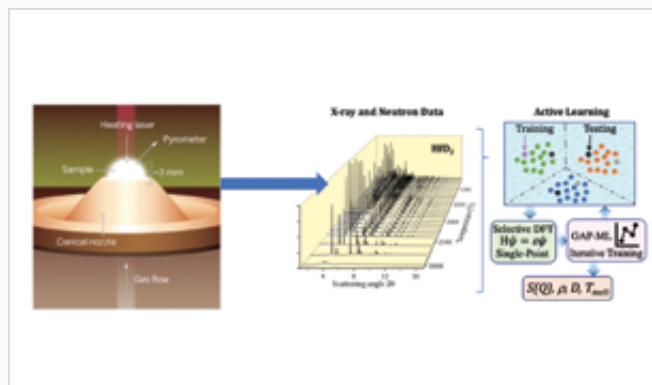 Heating laser
Pyrometer
Sample
~3 mm
Conical nozzle
Gas flow
X-ray and Neutron Data
HfO₂
Scattering angle 2θ
Active Learning
Training
Testing
Selective DFT
Hψ = εψ
Single-Point
GAP-ML
Iterative Training
S(Q), ρ, D, Tmelt